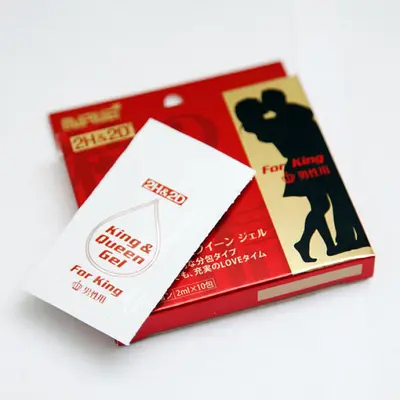 2H&2D
For King
男性用
イーン ジェル
な分包タイプ
も、充実のLOVEタイム
ン 2ml×10包
2H&2D
King &
Queen
Gel
For King
男性用